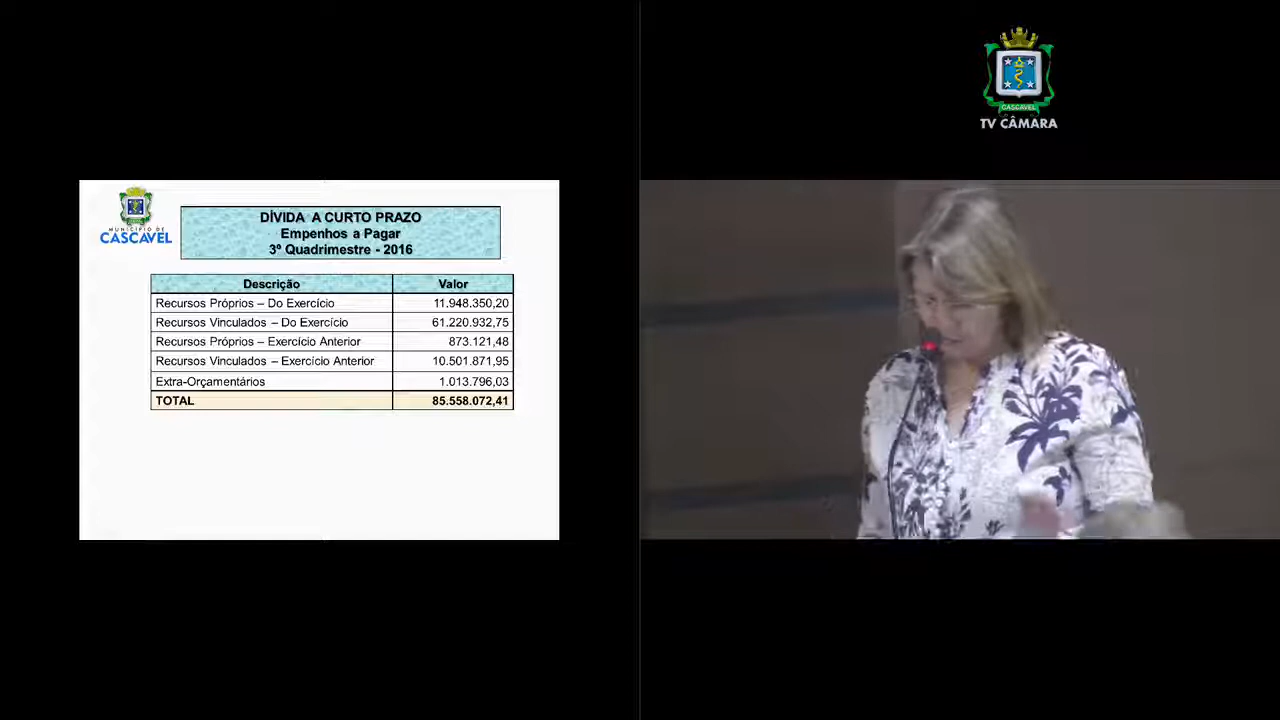 MUNICÍPIO DE
CASCAVEL
DÍVIDA A CURTO PRAZO
Empenhos a Pagar
3º Quadrimestre - 2016
Descrição Valor
Recursos Próprios – Do Exercício 11.948.350,20
Recursos Vinculados – Do Exercício 61.220.932,75
Recursos Próprios – Exercício Anterior 873.121,48
Recursos Vinculados – Exercício Anterior 10.501.871,95
Extra-Orçamentários 1.013.796,03
TOTAL 85.558.072,41
CASCAVEL
TV CÂMARA